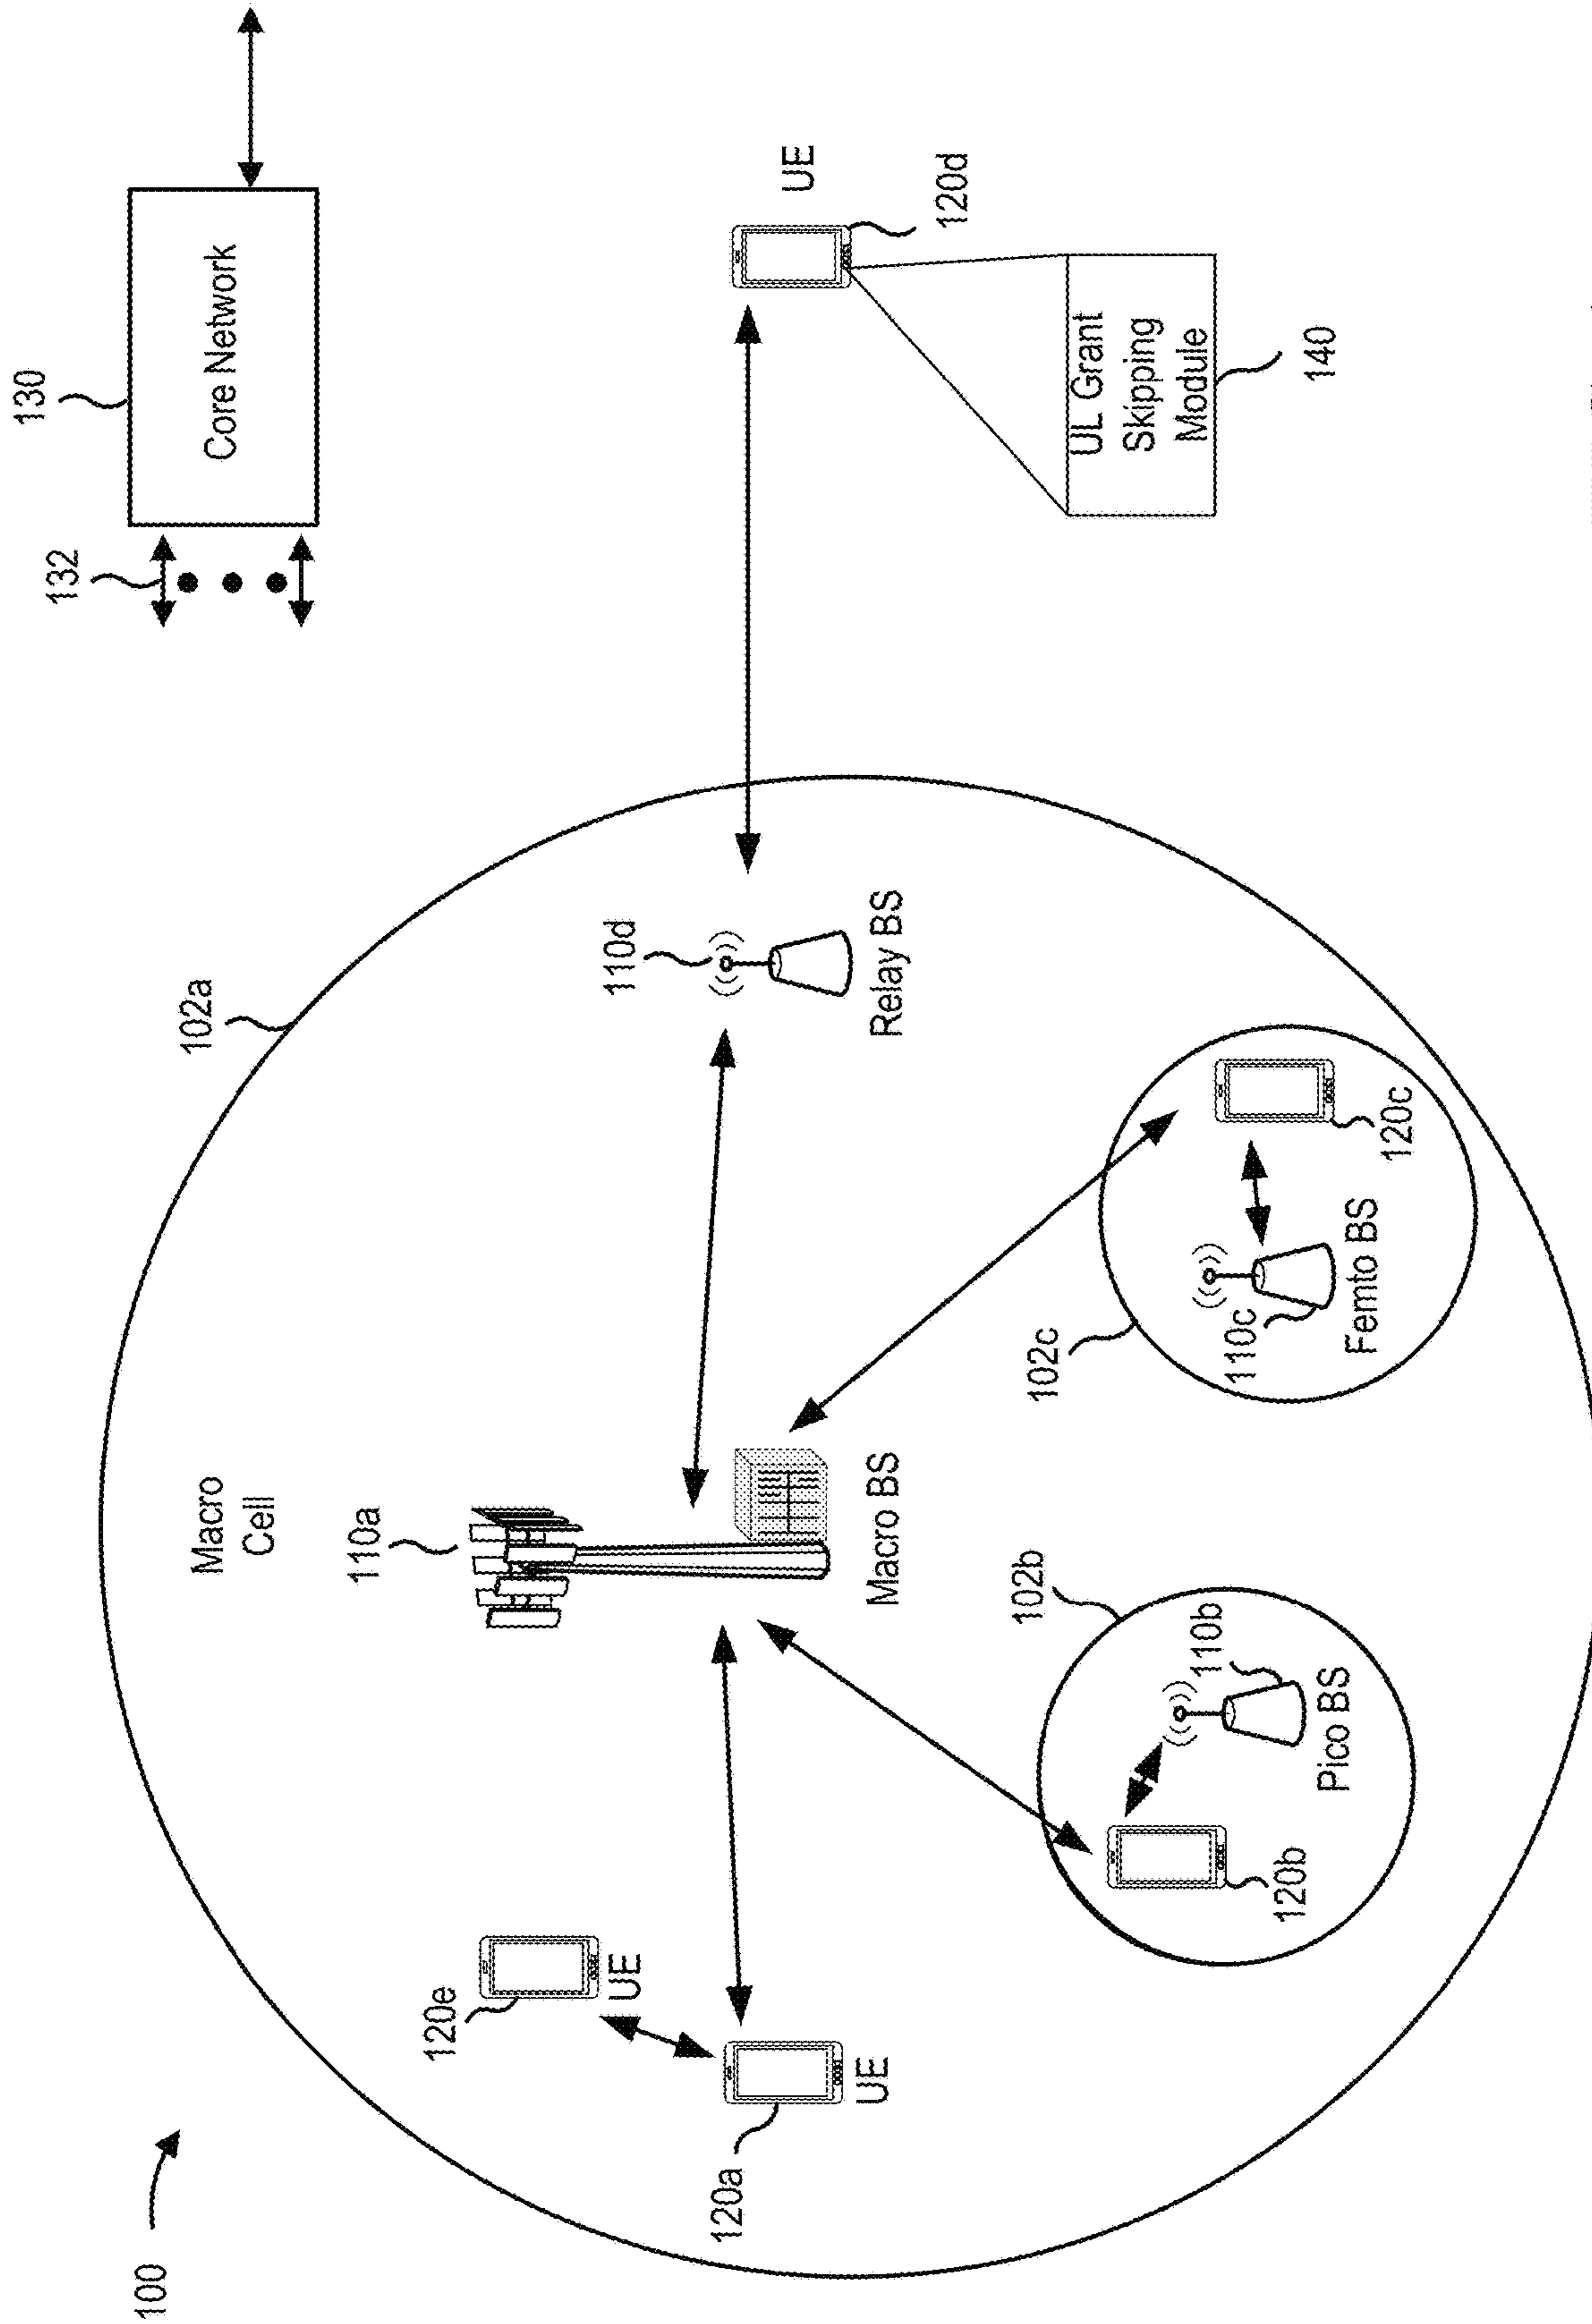 100
102a
Macro
Cell
110a
Macro BS
120e
UE
120a
UE
102b
110b
Pico BS
120b
102c
110c
Femto BS
120c
110d
Relay BS
132
130
Core Network
UE
120d
UL Grant
Skipping
Module
140